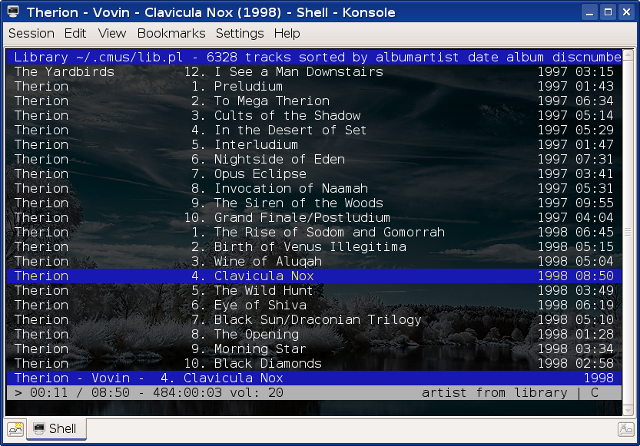 Therion - Vovin - Clavicula Nox (1998) - Shell - Konsole
Session Edit View Bookmarks Settings Help
Library ~/.cmus/lib.pl - 6328 tracks sorted by albumartist date album discnumbe
The Yardbirds 12. I See a Man Downstairs 1997 03:15
Therion 1. Preludium 1997 01:43
Therion 2. To Mega Therion 1997 06:34
Therion 3. Cults of the Shadow 1997 05:14
Therion 4. In the Desert of Set 1997 05:29
Therion 5. Interludium 1997 01:47
Therion 6. Nightside of Eden 1997 07:31
Therion 7. Opus Eclipse 1997 03:41
Therion 8. Invocation of Naamah 1997 05:31
Therion 9. The Siren of the Woods 1997 09:55
Therion 10. Grand Finale/Postludium 1997 04:04
Therion 1. The Rise of Sodom and Gomorrah 1998 06:45
Therion 2. Birth of Venus Illegitima 1998 05:15
Therion 3. Wine of Aluqah 1998 05:04
Therion 4. Clavicula Nox 1998 08:50
Therion 5. The Wild Hunt 1998 03:49
Therion 6. Eye of Shiva 1998 06:19
Therion 7. Black Sun/Draconian Trilogy 1998 05:10
Therion 8. The Opening 1998 01:28
Therion 9. Morning Star 1998 03:34
Therion 10. Black Diamonds 1998 02:58
Therion - Vovin - 4. Clavicula Nox 1998
> 00:11 / 08:50 - 484:00:03 vol: 20 artist from library | C
Shell